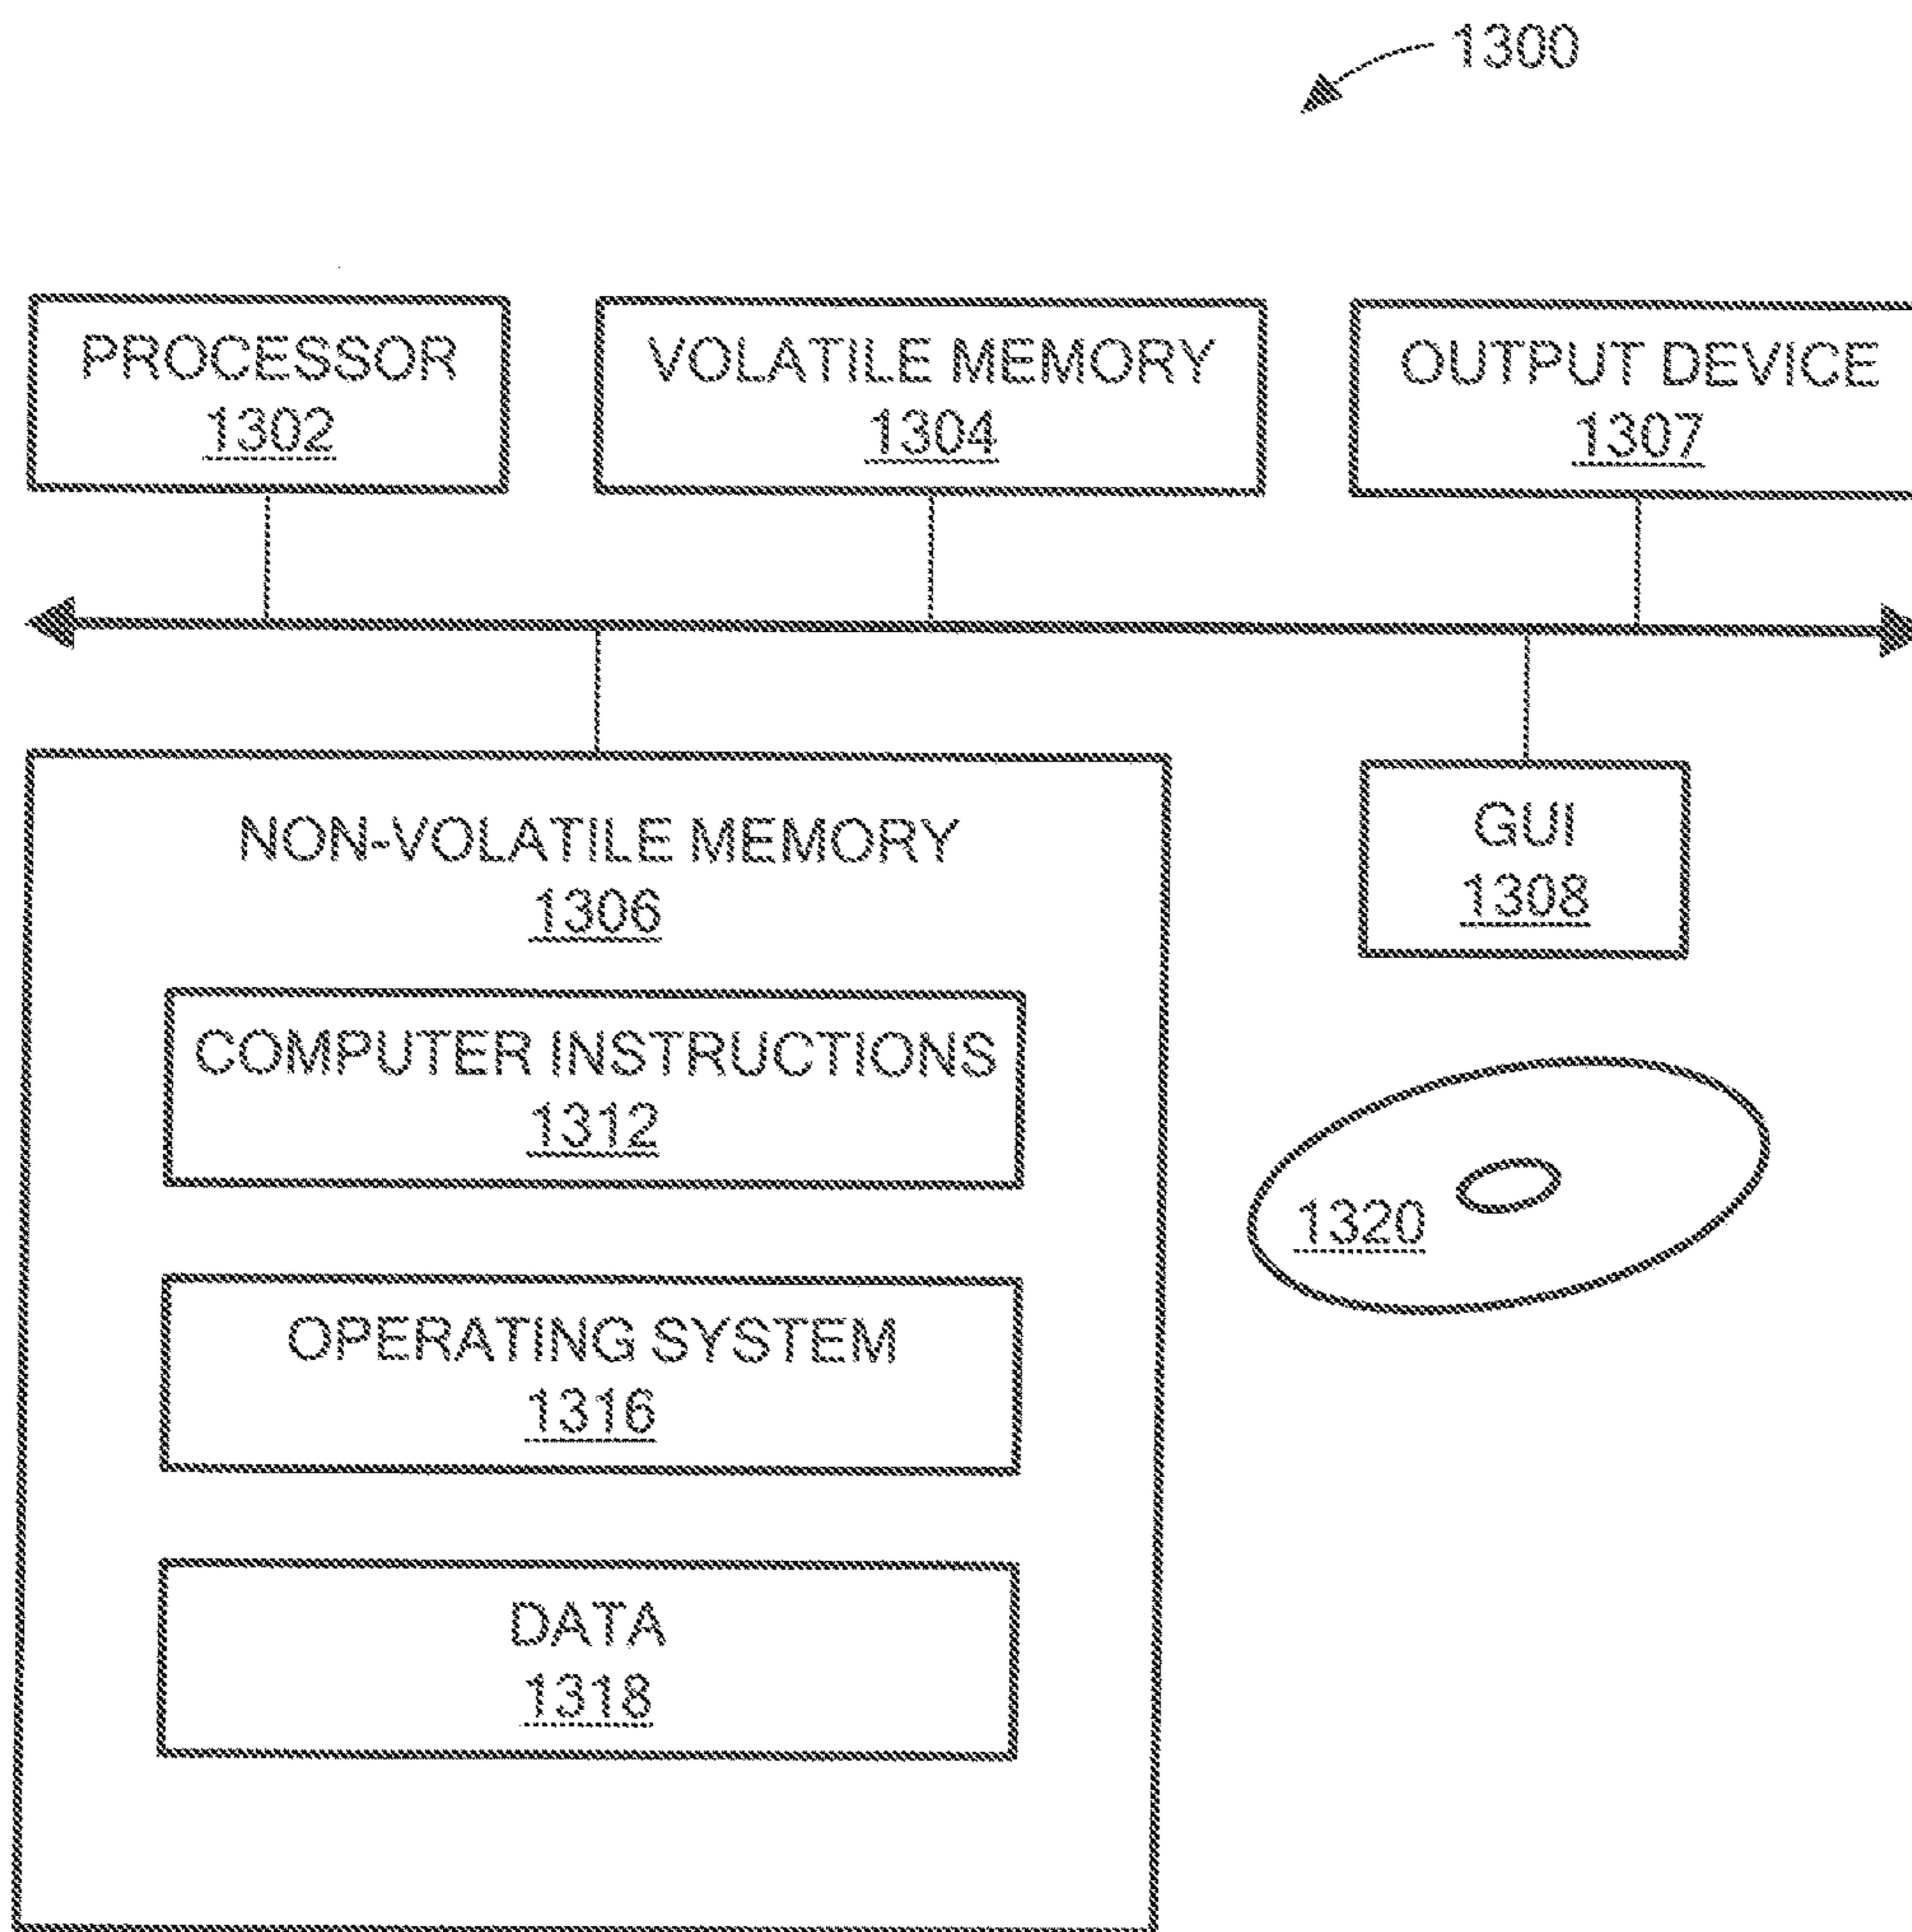 1300
PROCESSOR
1302
VOLATILE MEMORY
1304
OUTPUT DEVICE
1307
NON-VOLATILE MEMORY
1306
GUI
1308
COMPUTER INSTRUCTIONS
1312
1320
OPERATING SYSTEM
1316
DATA
1318